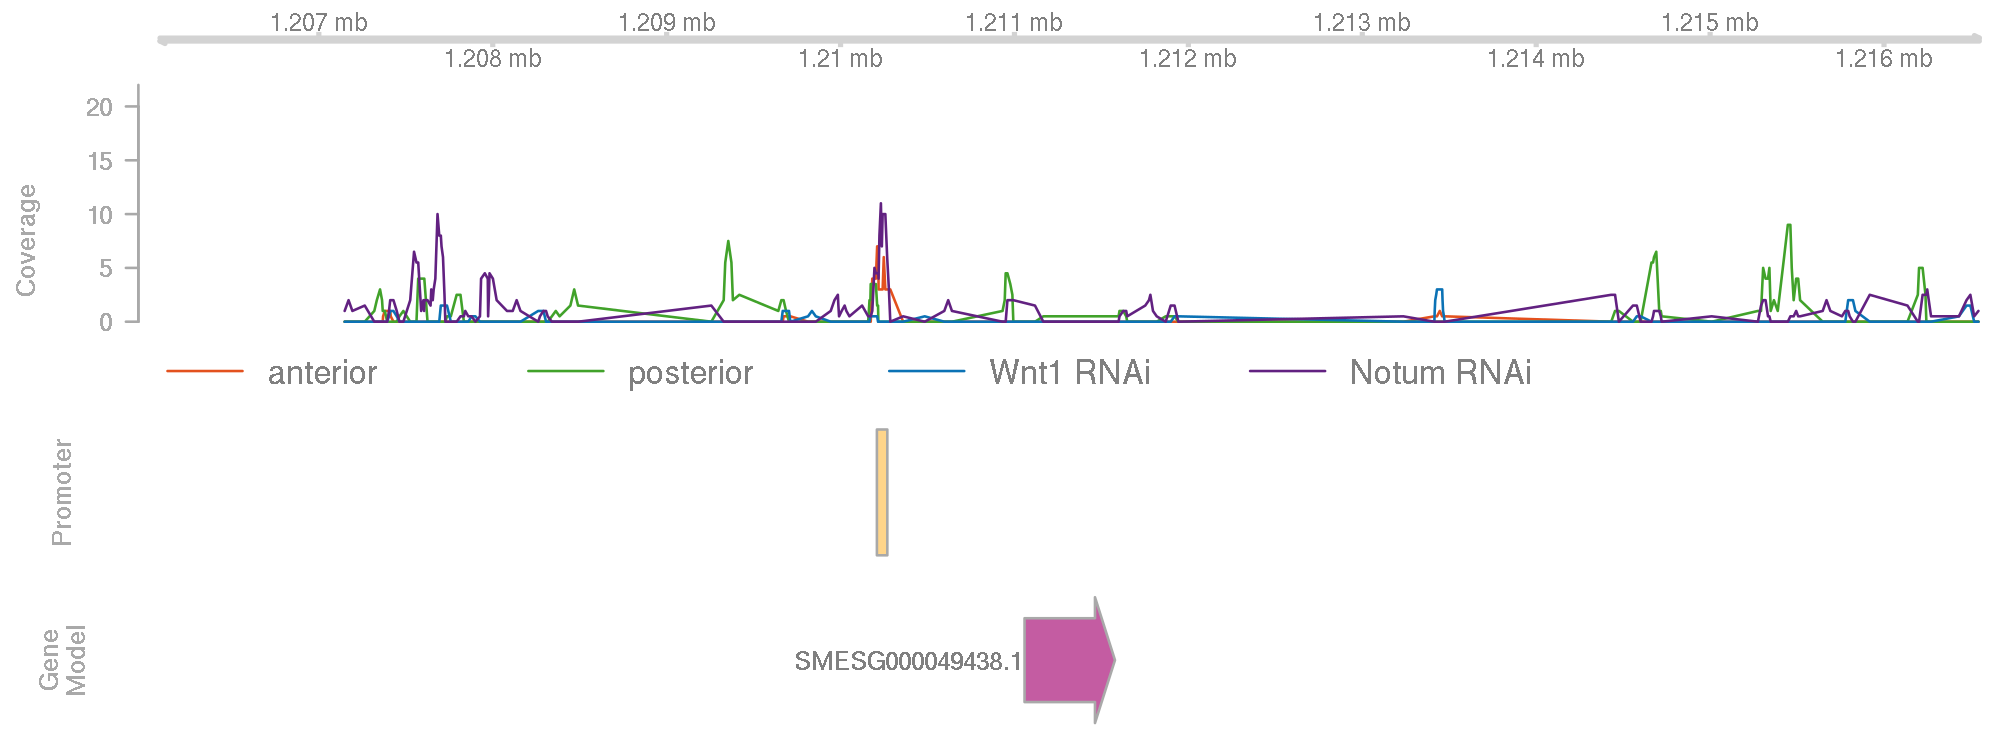 1.207 mb 1.209 mb 1.211 mb 1.213 mb 1.215 mb
1.208 mb 1.21 mb 1.212 mb 1.214 mb 1.216 mb
20
15
10
5
0
Coverage
anterior posterior Wnt1 RNAi Notum RNAi
Promoter
Gene
Model
SMESG000049438.1